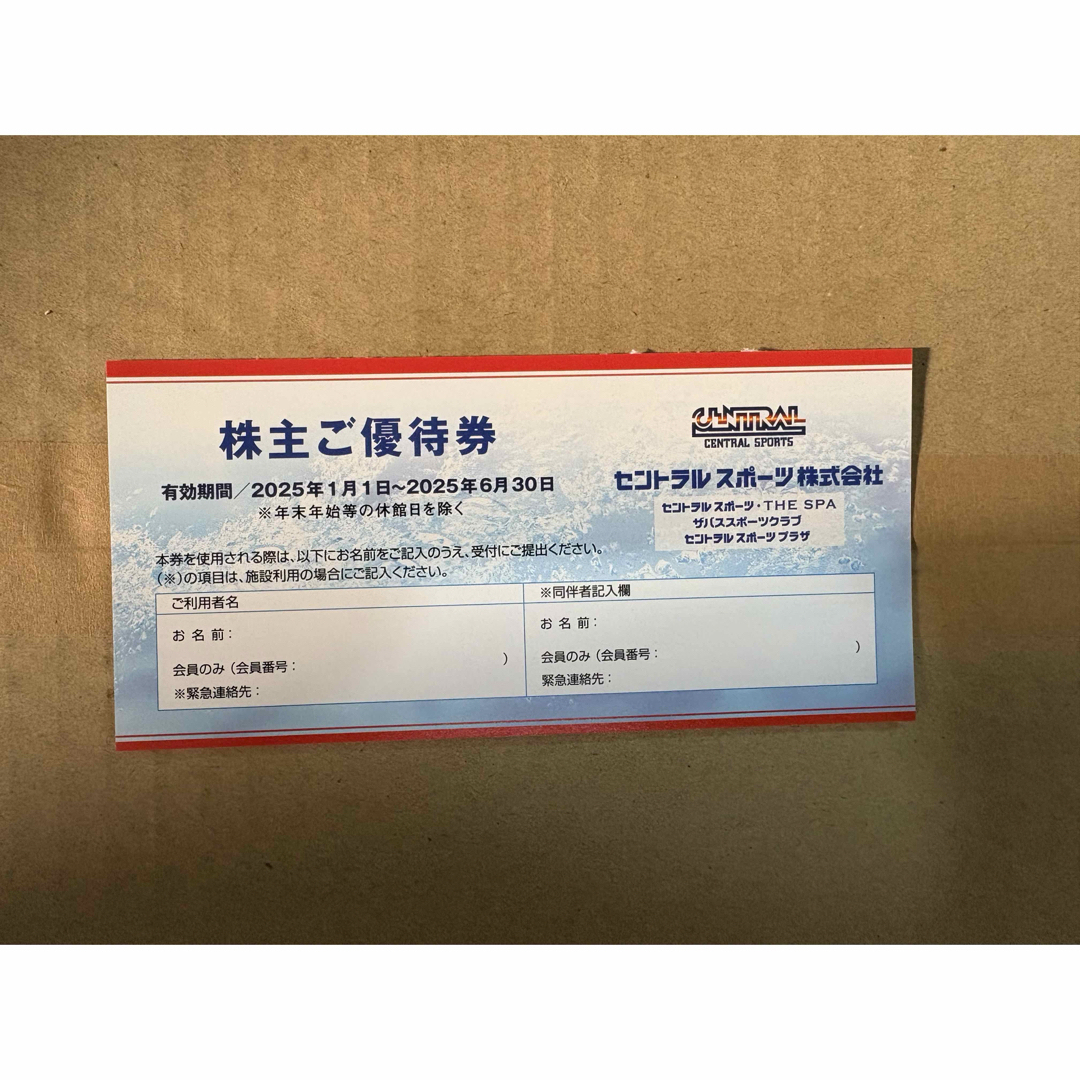 株主ご優待券
有効期間／2025年1月1日~2025年6月30日
※年末年始等の休館日を除く
CENTRAL
CENTRAL SPORTS
セントラルスポーツ株式会社
セントラルスポーツ・THE SPA
ザバススポーツクラブ
セントラルスポーツ プラザ
本券を使用される際は、以下にお名前をご記入のうえ、受付にご提出ください。
（※）の項目は、施設利用の場合にご記入ください。
ご利用者名
お 名 前：
会員のみ（会員番号： ）
※緊急連絡先：
※同伴者記入欄
お 名 前：
会員のみ（会員番号： ）
緊急連絡先：